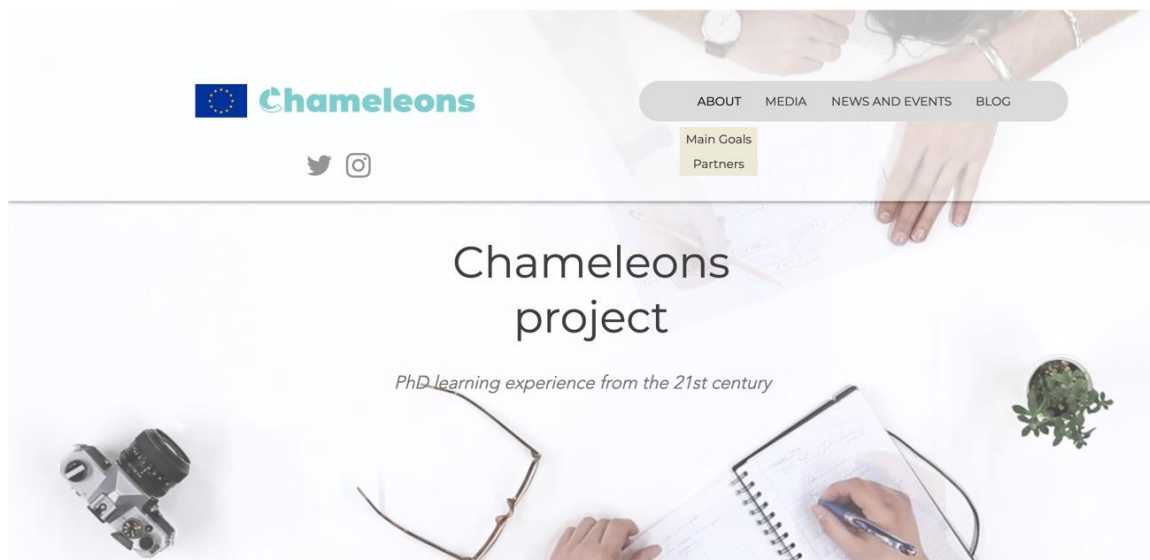 Chameleons
ABOUT MEDIA NEWS AND EVENTS BLOG
Main Goals
Partners
Chameleons
project
PhD learning experience from the 21st century